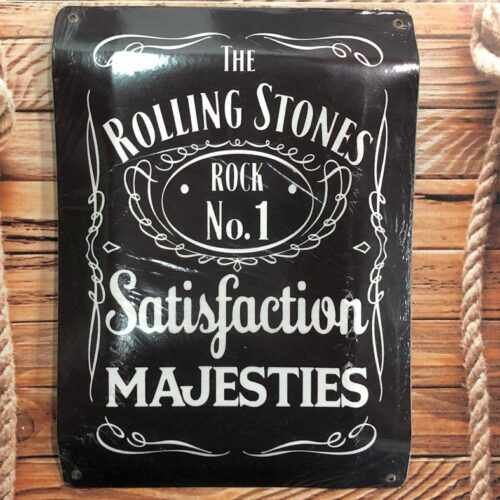 THE
ROLLING STONES
ROCK
No. 1
Satisfaction
MAJESTIES